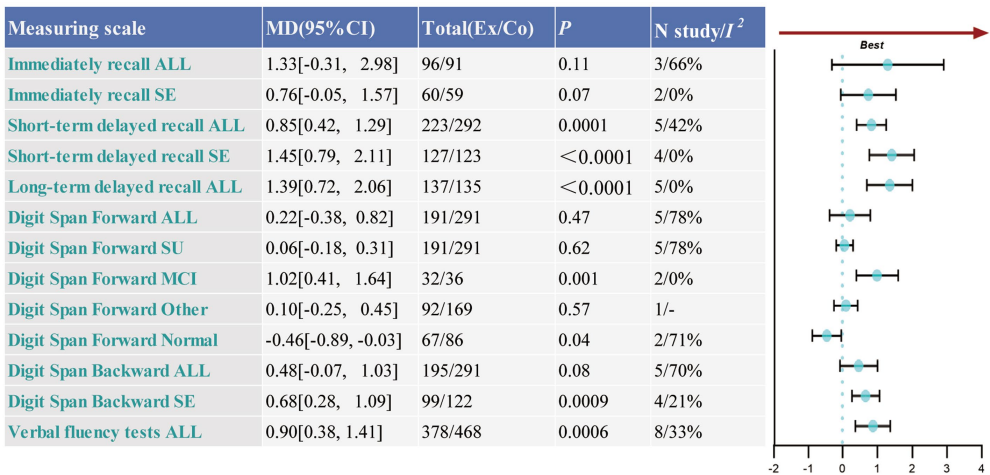 Measuring scale MD(95%CI) Total(Ex/Co) P N study/I²
Immediately recall ALL 1.33[-0.31, 2.98] 96/91 0.11 3/66%
Immediately recall SE 0.76[-0.05, 1.57] 60/59 0.07 2/0%
Short-term delayed recall ALL 0.85[0.42, 1.29] 223/292 0.0001 5/42%
Short-term delayed recall SE 1.45[0.79, 2.11] 127/123 <0.0001 4/0%
Long-term delayed recall ALL 1.39[0.72, 2.06] 137/135 <0.0001 5/0%
Digit Span Forward ALL 0.22[-0.38, 0.82] 191/291 0.47 5/78%
Digit Span Forward SU 0.06[-0.18, 0.31] 191/291 0.62 5/78%
Digit Span Forward MCI 1.02[0.41, 1.64] 32/36 0.001 2/0%
Digit Span Forward Other 0.10[-0.25, 0.45] 92/169 0.57 1/-
Digit Span Forward Normal -0.46[-0.89, -0.03] 67/86 0.04 2/71%
Digit Span Backward ALL 0.48[-0.07, 1.03] 195/291 0.08 5/70%
Digit Span Backward SE 0.68[0.28, 1.09] 99/122 0.0009 4/21%
Verbal fluency tests ALL 0.90[0.38, 1.41] 378/468 0.0006 8/33%
Best
-2 -1 0 1 2 3 4